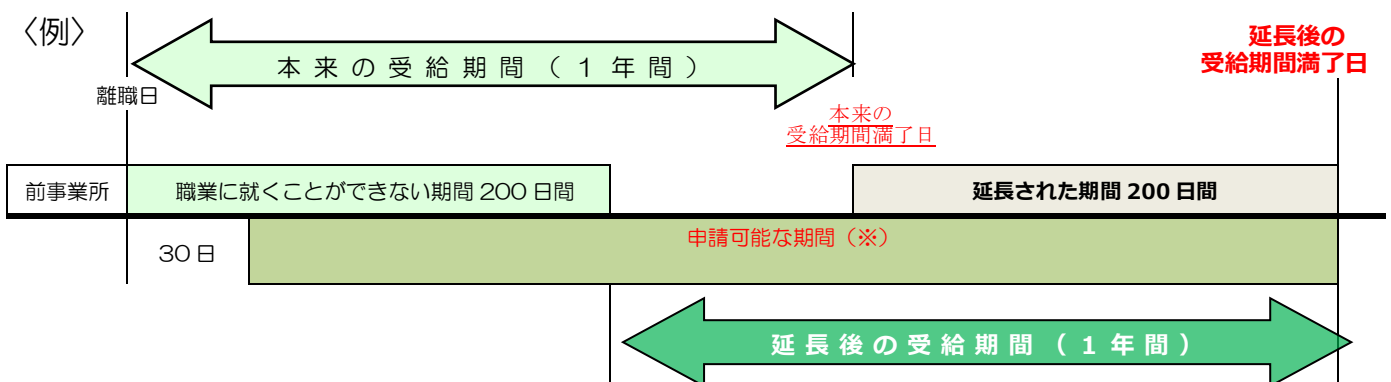 〈例〉
本来の受給期間(1年間)
延長後の
受給期間満了日
離職日
本来の
受給期間満了日
前事業所
職業に就くことができない期間 200 日間
延長された期間 200 日間
30日
申請可能な期間(※)
延長後の受給期間(1年間)